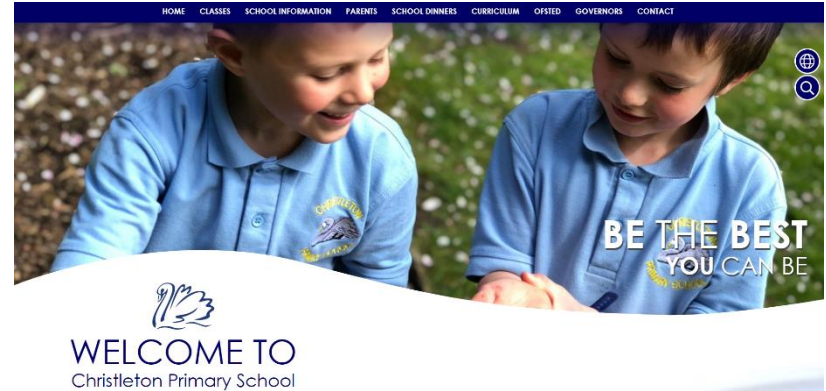 HOME CLASSES SCHOOL INFORMATION PARENTS SCHOOL DINNERS CURRICULUM OFSTED GOVERNORS CONTACT
CHRISTLETON
BE THE BEST
YOU CAN BE
WELCOME TO
Christleton Primary School